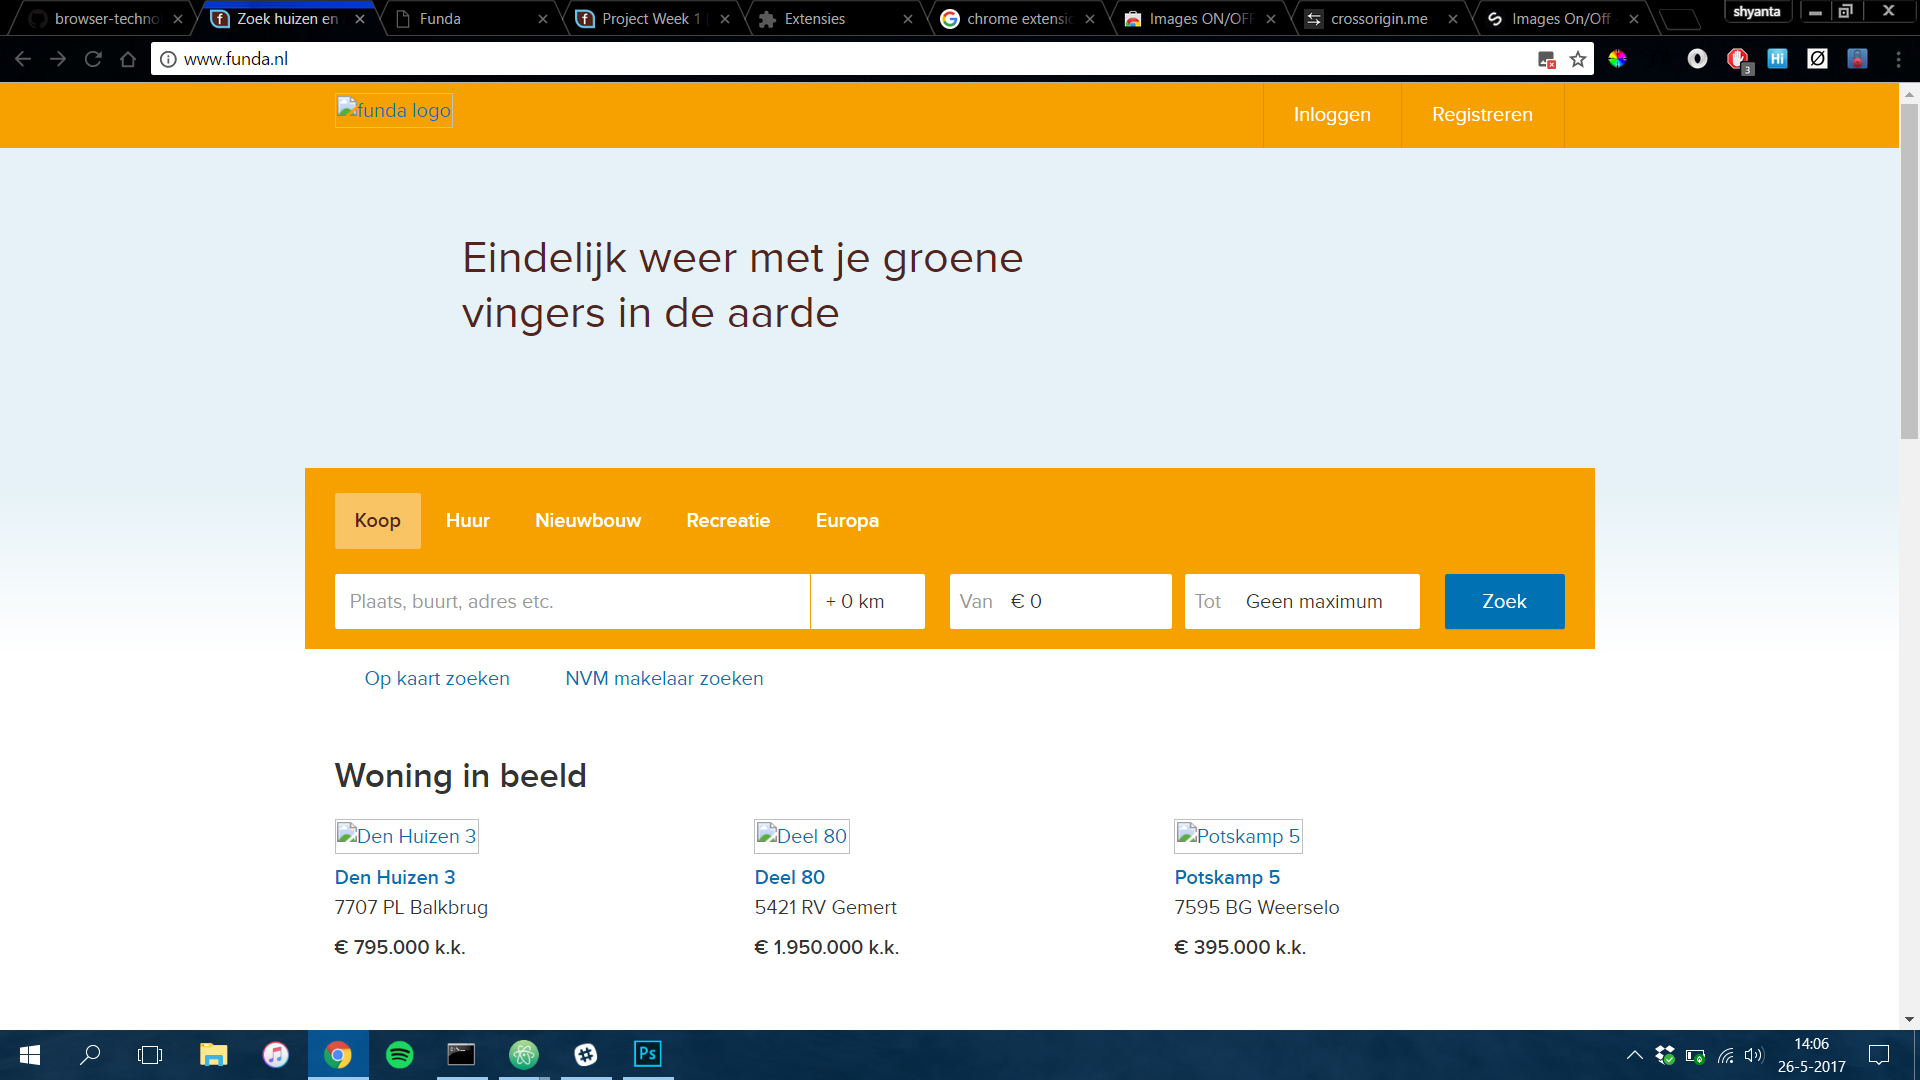 browser-techno
Zoek huizen en
Funda
Project Week 1
Extensies
chrome extensic
Images ON/OFF
crossorigin.me
Images On/Off
shyanta
www.funda.nl
3
Hi
funda logo
Inloggen
Registreren
Eindelijk weer met je groene
vingers in de aarde
Koop
Huur
Nieuwbouw
Recreatie
Europa
Plaats, buurt, adres etc.
+ 0 km
Van € 0
Tot Geen maximum
Zoek
Op kaart zoeken
NVM makelaar zoeken
Woning in beeld
Den Huizen 3
Deel 80
Potskamp 5
Den Huizen 3
Deel 80
Potskamp 5
7707 PL Balkbrug
5421 RV Gemert
7595 BG Weerselo
€ 795.000 k.k.
€ 1.950.000 k.k.
€ 395.000 k.k.
Ps
14:06
26-5-2017